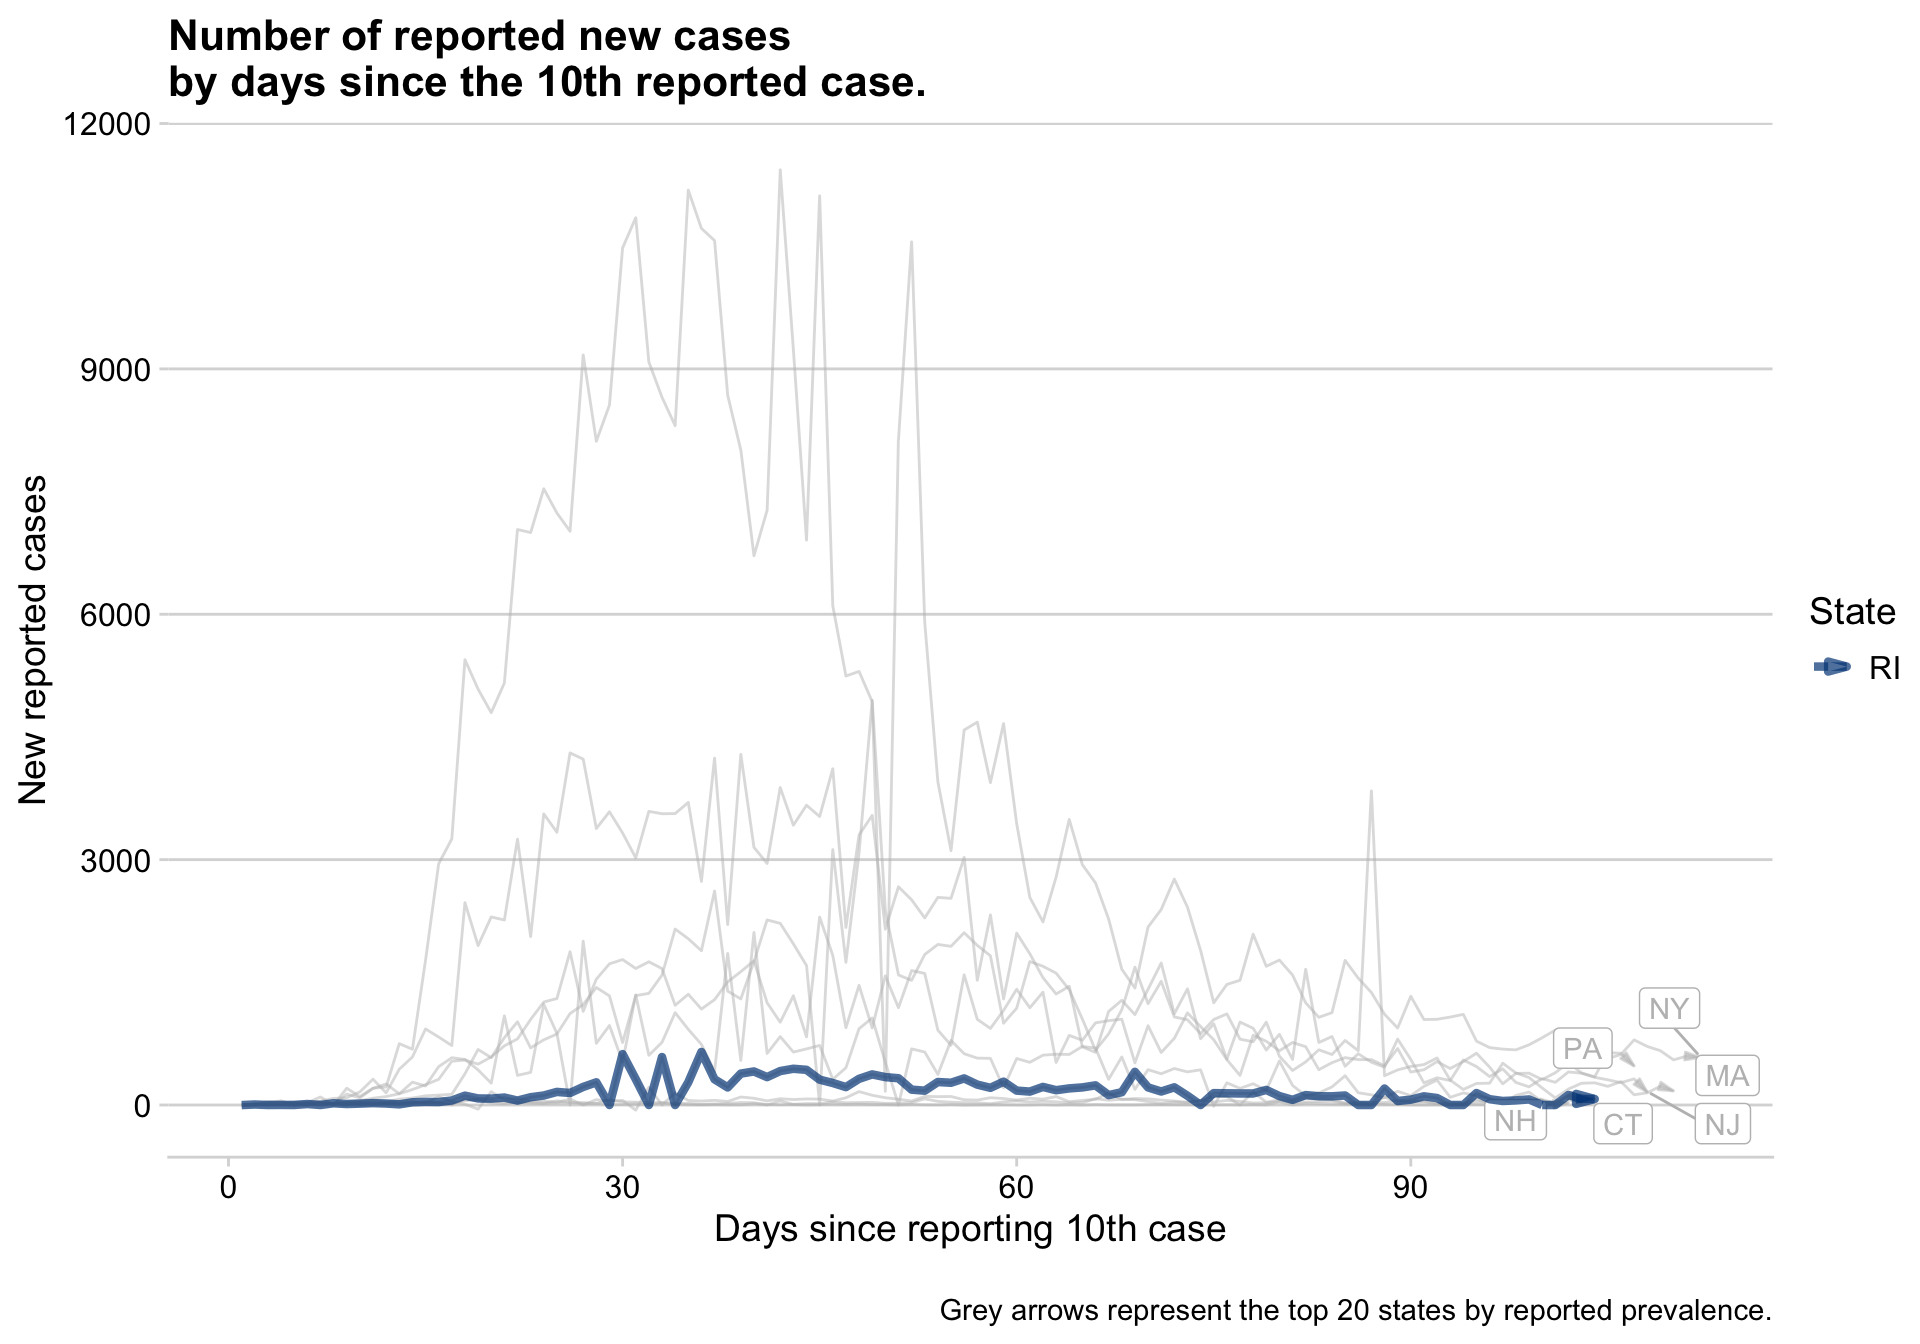 Number of reported new cases
by days since the 10th reported case.
12000
9000
6000
3000
0
New reported cases
0
30
60
90
Days since reporting 10th case
NY
PA
MA
NH
CT
NJ
State
RI
Grey arrows represent the top 20 states by reported prevalence.